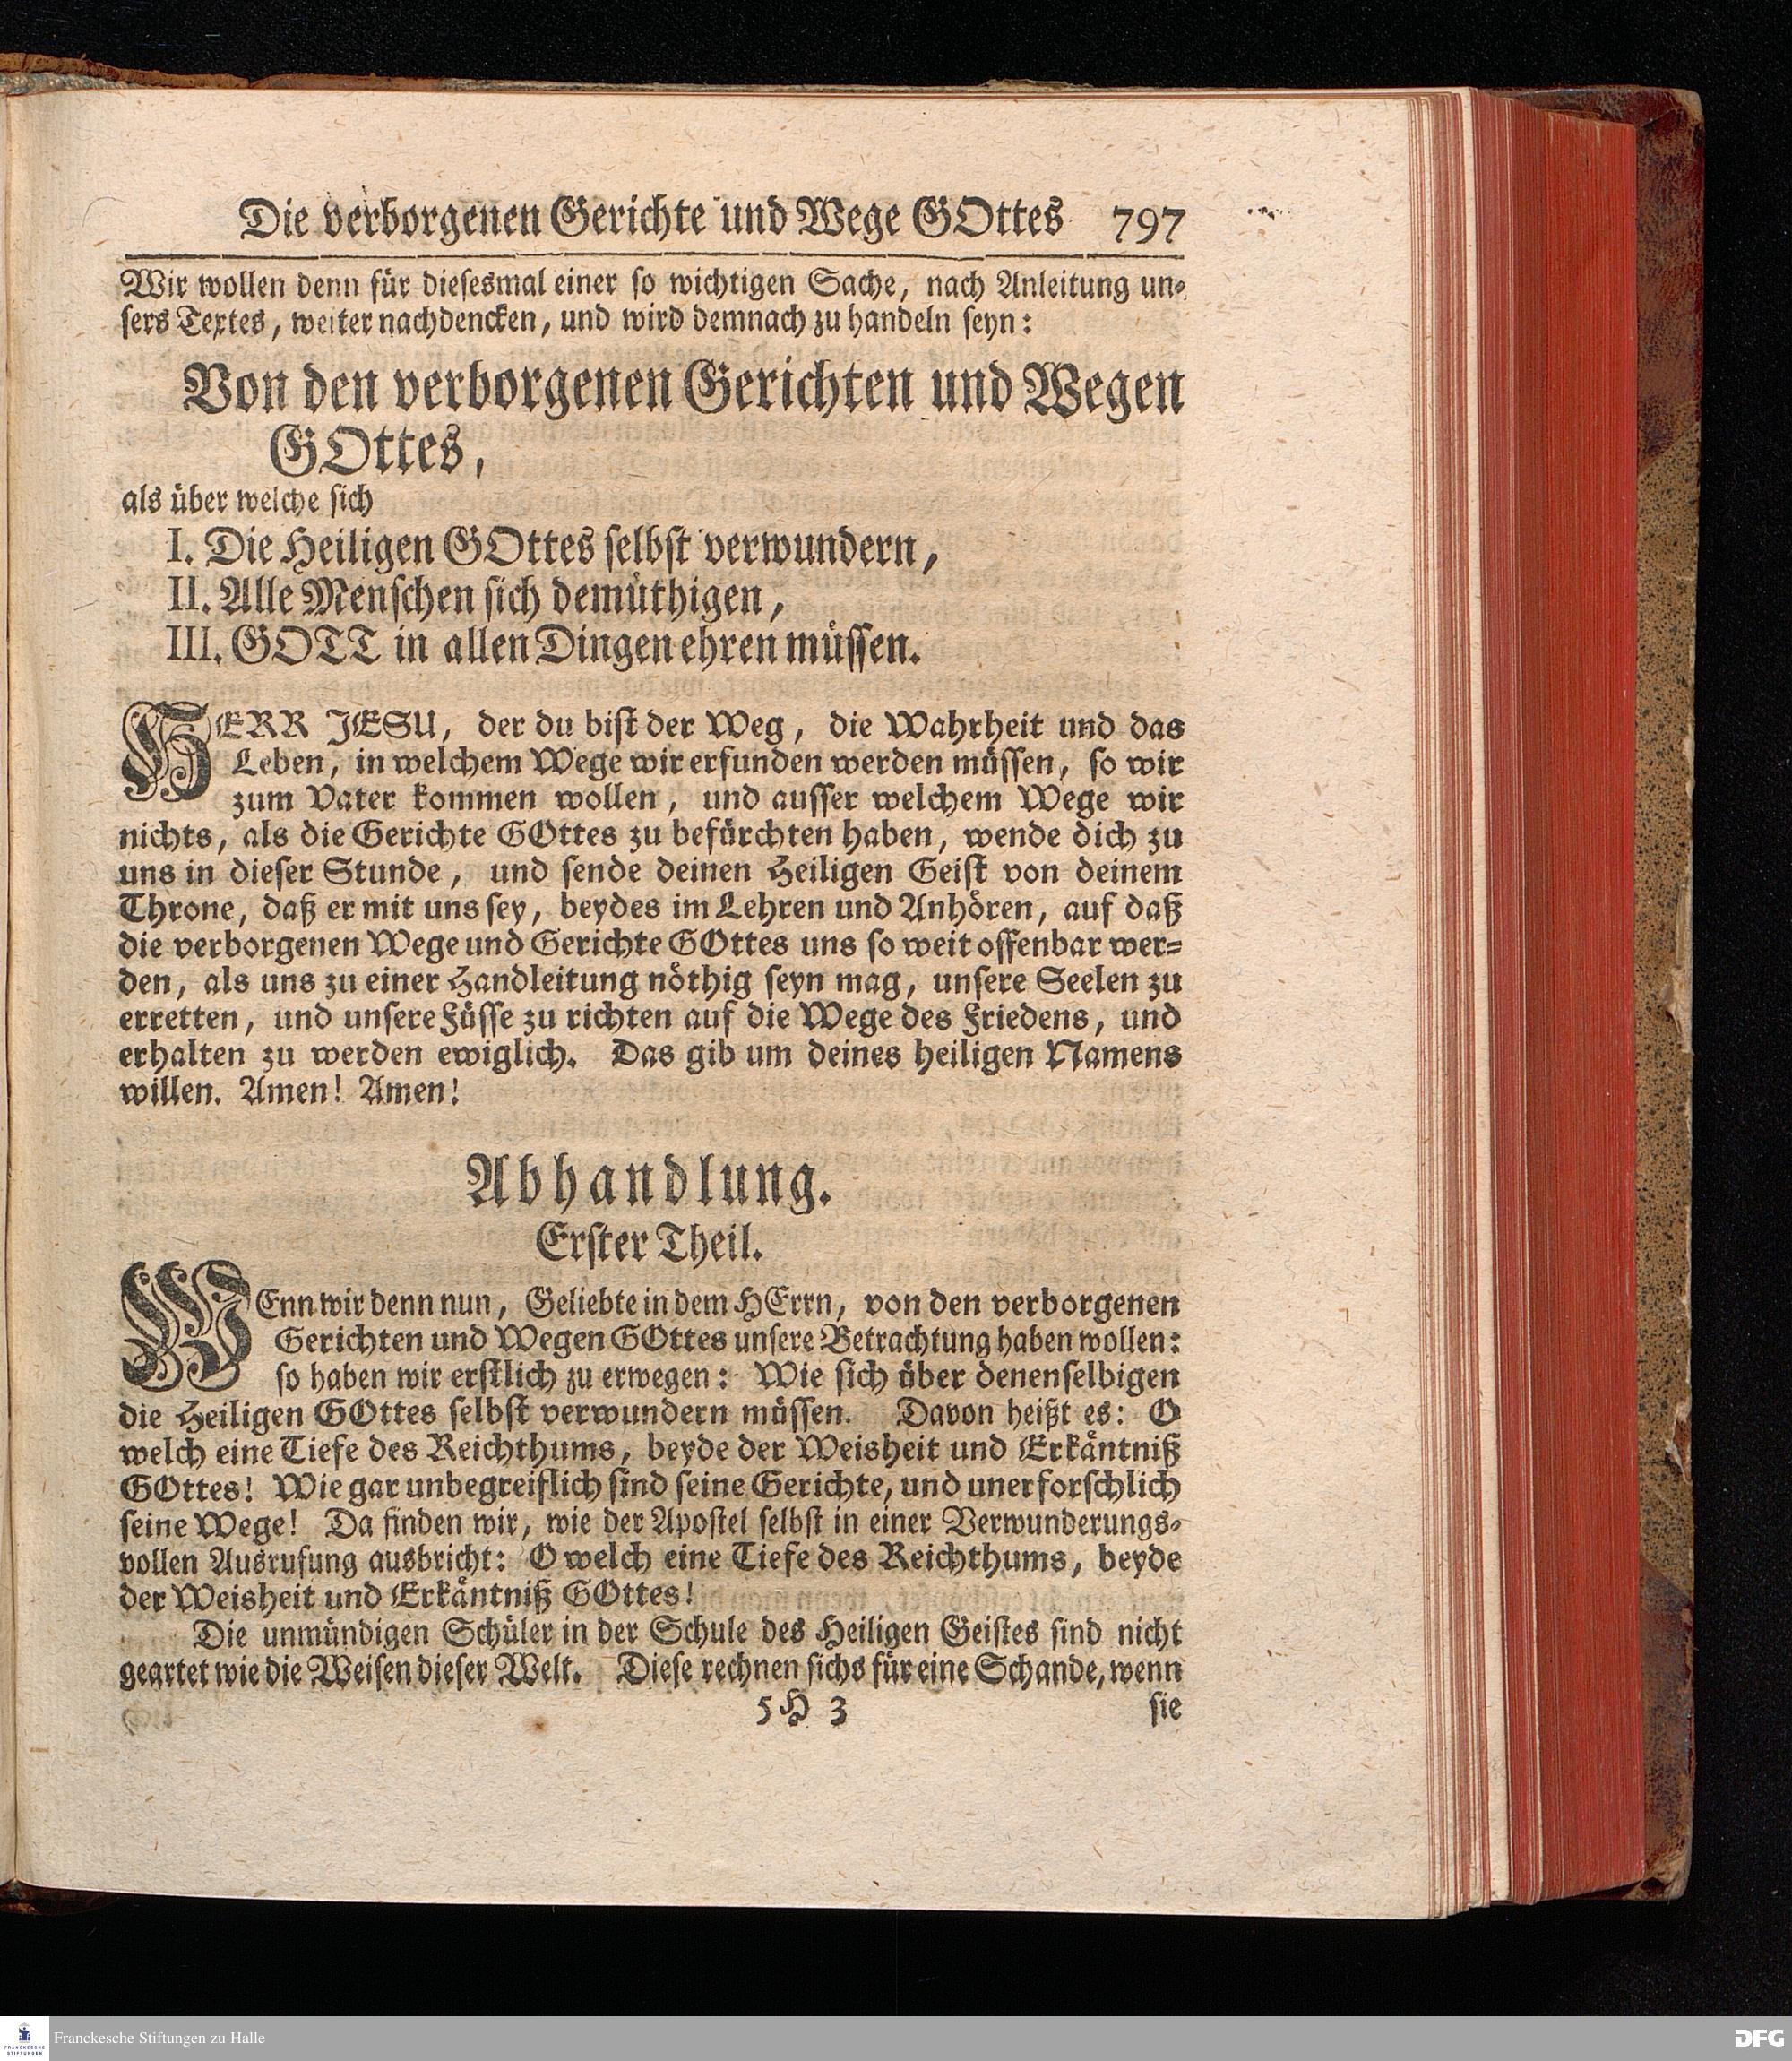 Die verborgenen Gerichte und Wege GOttes 797
Wir wollen denn für diesesmal einer so wichtigen Sache, nach Anleitung un-
sers Textes, weiter nachdencken, und wird demnach zu handeln seyn:
Von den verborgenen Gerichten und Wegen
GOttes,
als über welche sich
I. Die Heiligen GOttes selbst verwundern,
II. Alle Menschen sich demüthigen,
III. GOTT in allen Dingen ehren müssen.
HERR JESU, der du bist der Weg, die Wahrheit und das
Leben, in welchem Wege wir erfunden werden müssen, so wir
zum Vater kommen wollen, und ausser welchem Wege wir
nichts, als die Gerichte GOttes zu befürchten haben, wende dich zu
uns in dieser Stunde, und sende deinen Heiligen Geist von deinem
Throne, daß er mit uns sey, beydes im Lehren und Anhören, auf daß
die verborgenen Wege und Gerichte GOttes uns so weit offenbar wer-
den, als uns zu einer Handleitung nöthig seyn mag, unsere Seelen zu
erretten, und unsere Füsse zu richten auf die Wege des Friedens, und
erhalten zu werden ewiglich. Das gib um deines heiligen Namens
willen. Amen! Amen!
Abhandlung.
Erster Theil.
WEnn wir denn nun, Geliebte in dem HErrn, von den verborgenen
Gerichten und Wegen GOttes unsere Betrachtung haben wollen:
so haben wir erstlich zu erwegen: Wie sich über denenselbigen
die Heiligen GOttes selbst verwundern müssen. Davon heißt es: O
welch eine Tiefe des Reichthums, beyde der Weisheit und Erkäntniß
GOttes! Wie gar unbegreiflich sind seine Gerichte, und unerforschlich
seine Wege! Da finden wir, wie der Apostel selbst in einer Verwunderungs-
vollen Ausrufung ausbricht: O welch eine Tiefe des Reichthums, beyde
der Weisheit und Erkäntniß GOttes!
Die unmündigen Schüler in der Schule des Heiligen Geistes sind nicht
geartet wie die Weisen dieser Welt. Diese rechnen sichs für eine Schande, wenn
5 H 3 sie
FRANCKESCHE STIFTUNGEN
Franckesche Stiftungen zu Halle
DFG